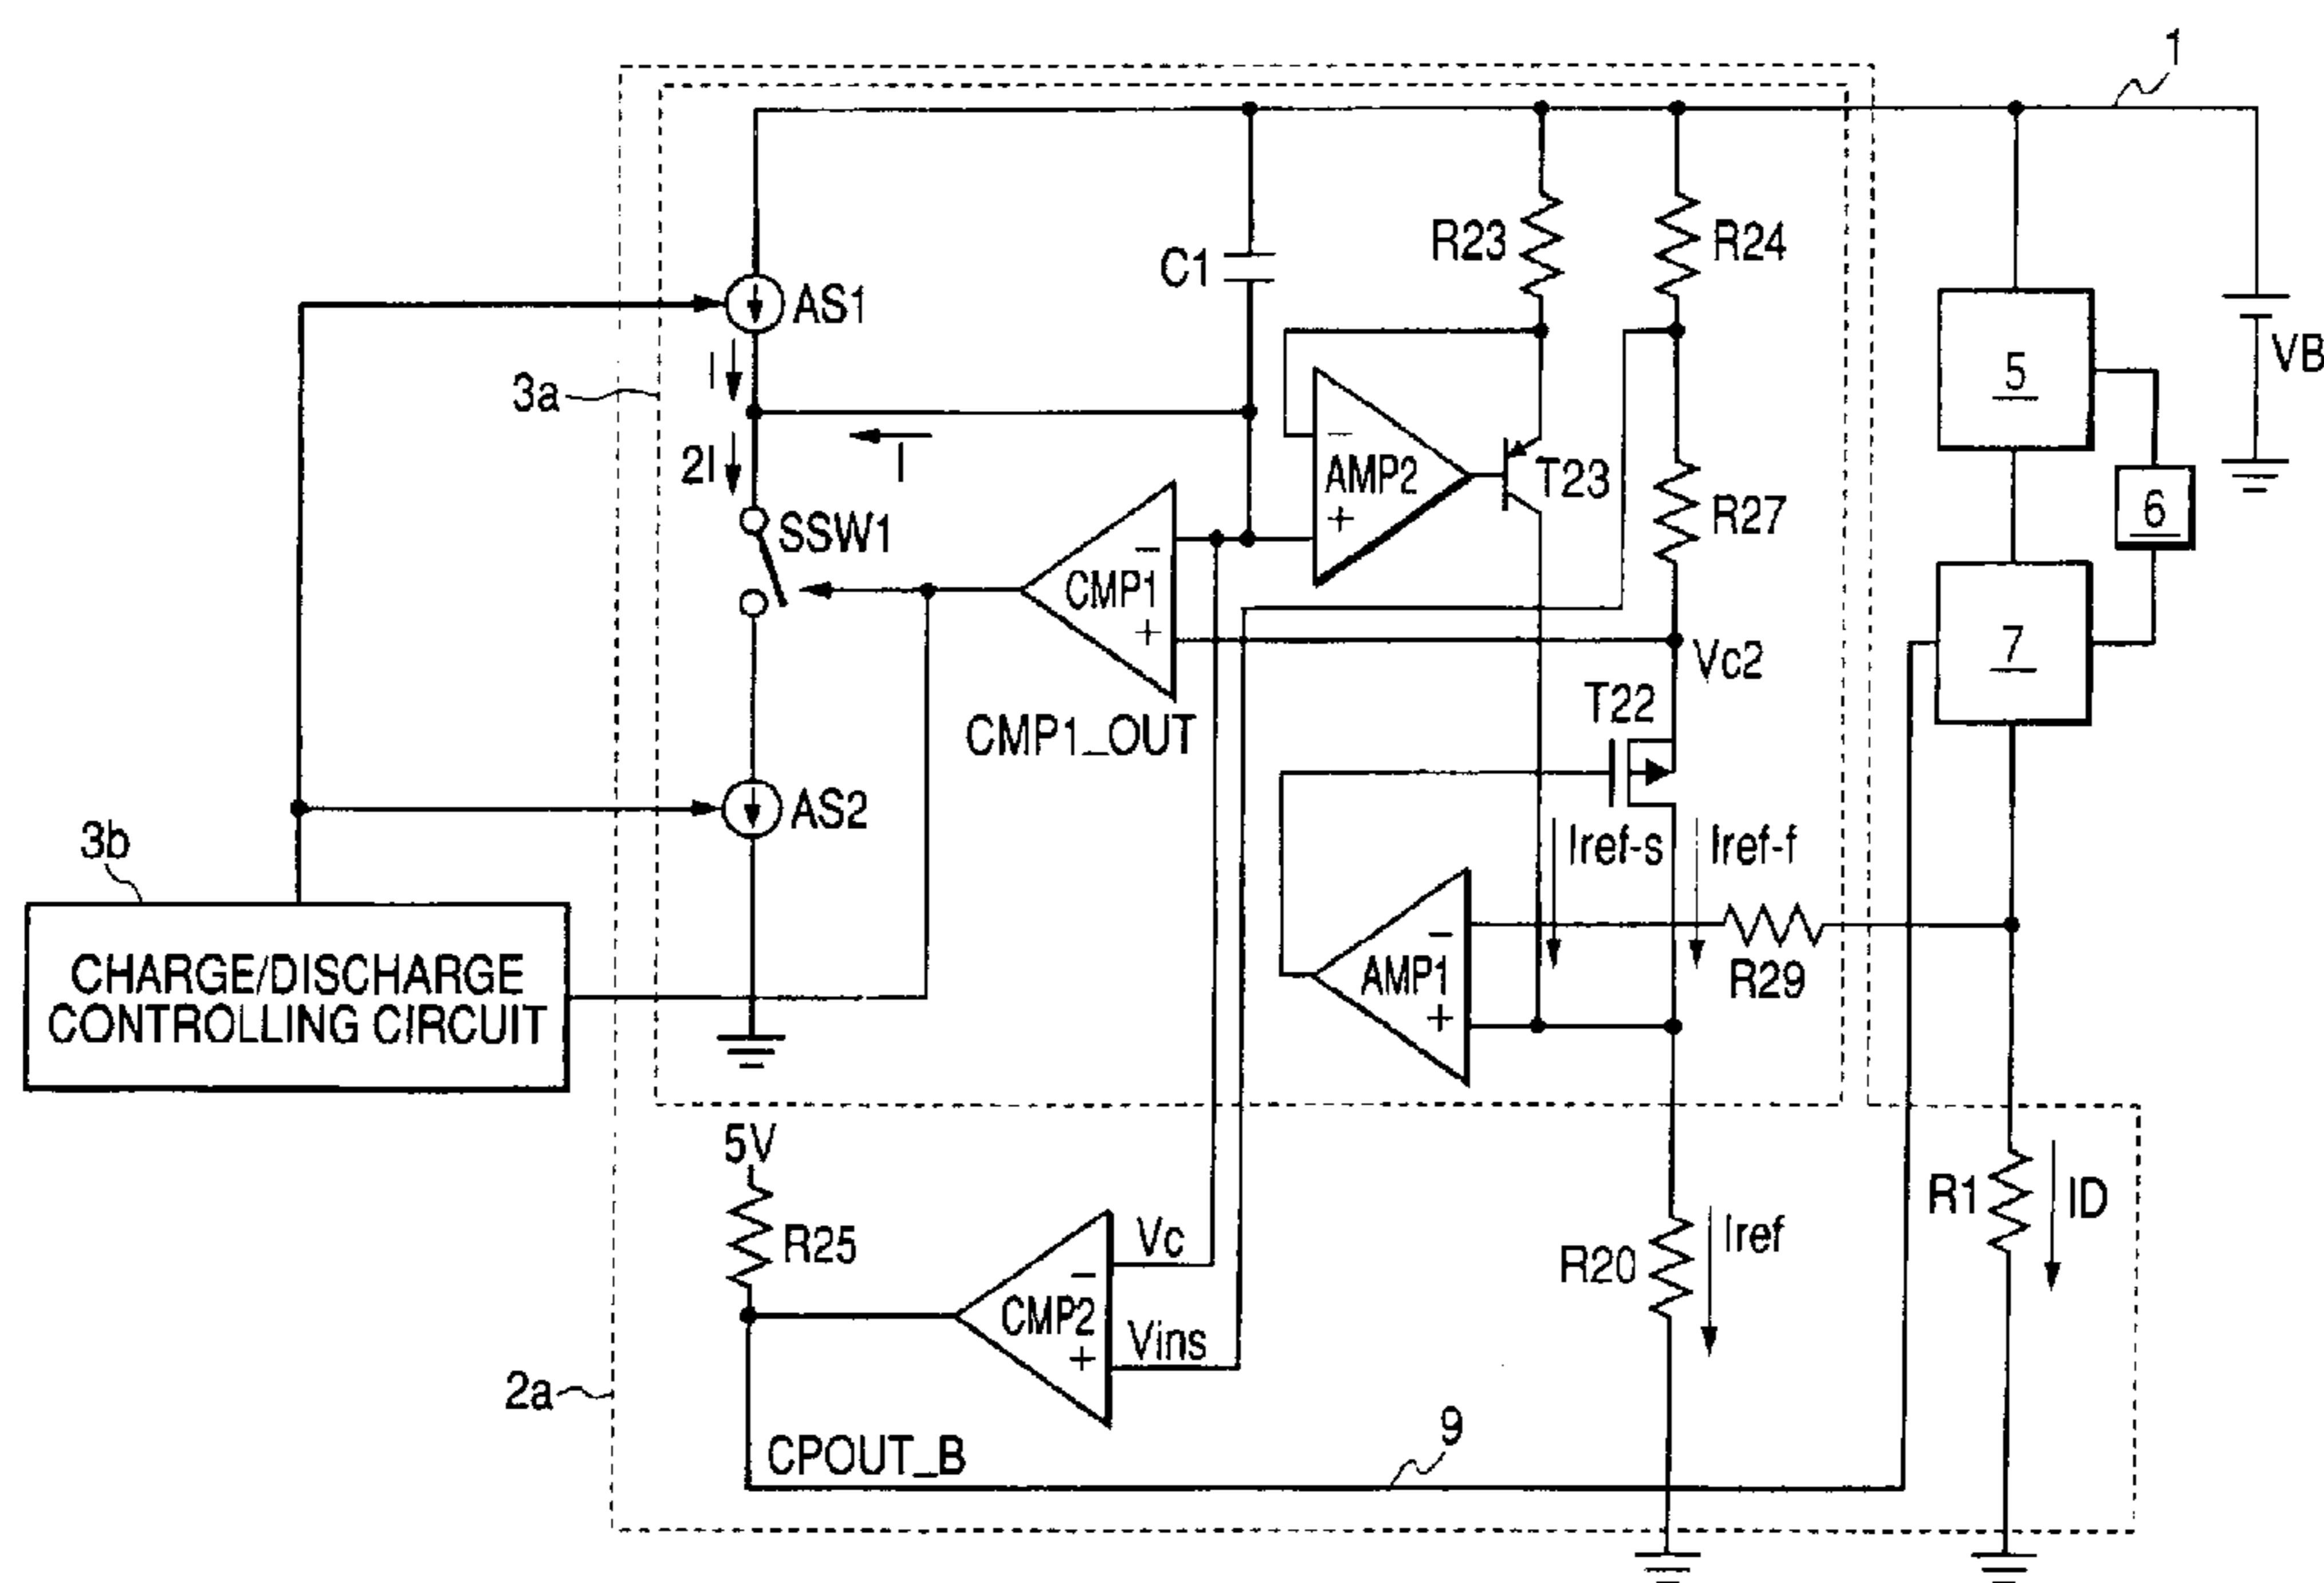 1
R23
R24
C1
AS1
VB
5
3a
I
I
2I
AMP2
−
+
T23
R27
6
SSW1
CMP1
−
+
7
Vc2
T22
CMP1_OUT
AS2
3b
Iref-s
Iref-f
CHARGE/DISCHARGE
CONTROLLING CIRCUIT
AMP1
−
+
R29
5V
R1
ID
Vc
R25
R20
Iref
CMP2
−
+
Vins
2a
9
CPOUT_B